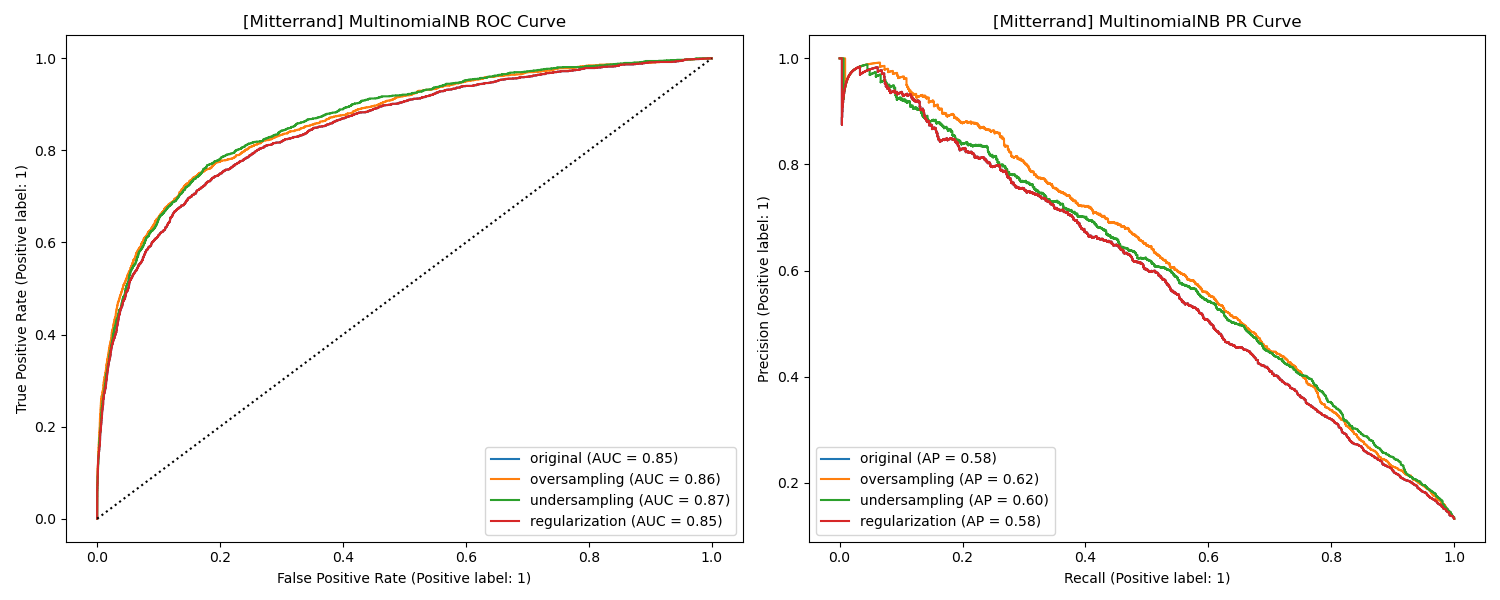 [Mitterrand] MultinomialNB ROC Curve
True Positive Rate (Positive label: 1)
1.0
0.8
0.6
0.4
0.2
0.0
original (AUC = 0.85)
oversampling (AUC = 0.86)
undersampling (AUC = 0.87)
regularization (AUC = 0.85)
0.0 0.2 0.4 0.6 0.8 1.0
False Positive Rate (Positive label: 1)
[Mitterrand] MultinomialNB PR Curve
Precision (Positive label: 1)
1.0
0.8
0.6
0.4
0.2
original (AP = 0.58)
oversampling (AP = 0.62)
undersampling (AP = 0.60)
regularization (AP = 0.58)
0.0 0.2 0.4 0.6 0.8 1.0
Recall (Positive label: 1)